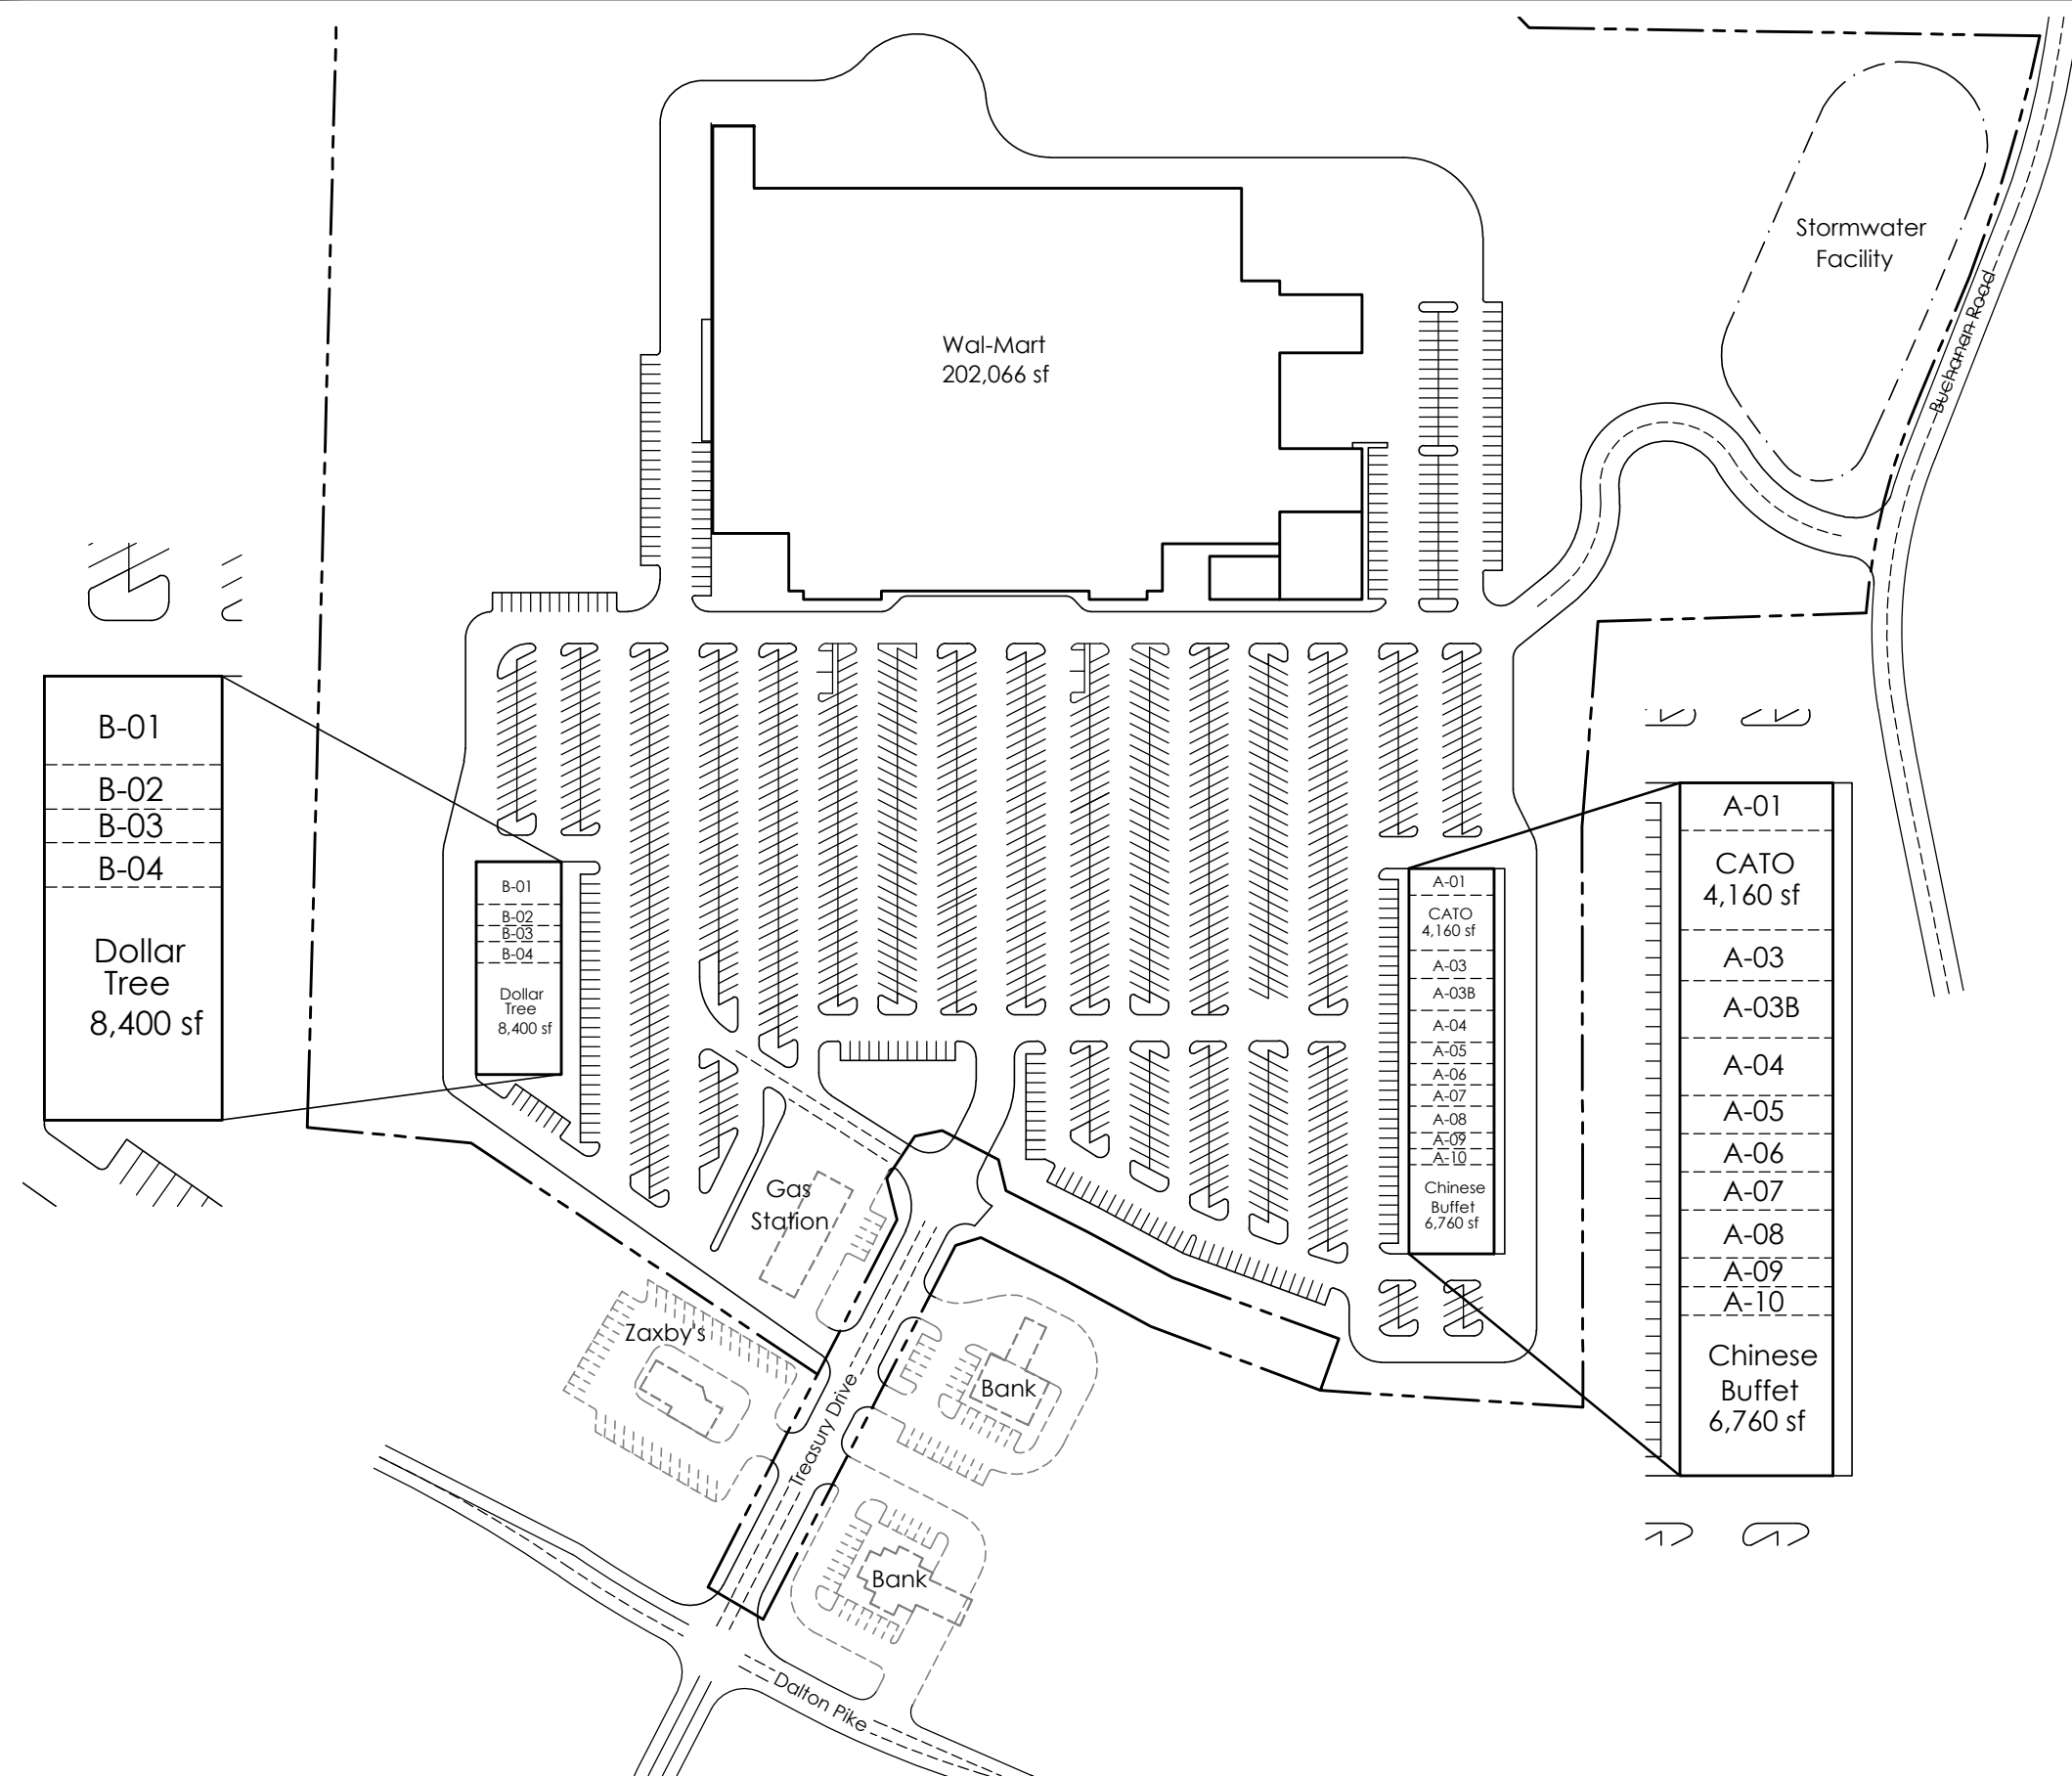 Stormwater
Facility
Buchanan Road
Wal-Mart
202,066 sf
B-01
B-02
B-03
B-04
Dollar
Tree
8,400 sf
B-01
B-02
B-03
B-04
Dollar
Tree
8,400 sf
A-01
CATO
4,160 sf
A-03
A-03B
A-04
A-05
A-06
A-07
A-08
A-09
A-10
Chinese
Buffet
6,760 sf
A-01
CATO
4,160 sf
A-03
A-03B
A-04
A-05
A-06
A-07
A-08
A-09
A-10
Chinese
Buffet
6,760 sf
Gas
Station
Zaxby's
Bank
Treasury Drive
Bank
Dalton Pike